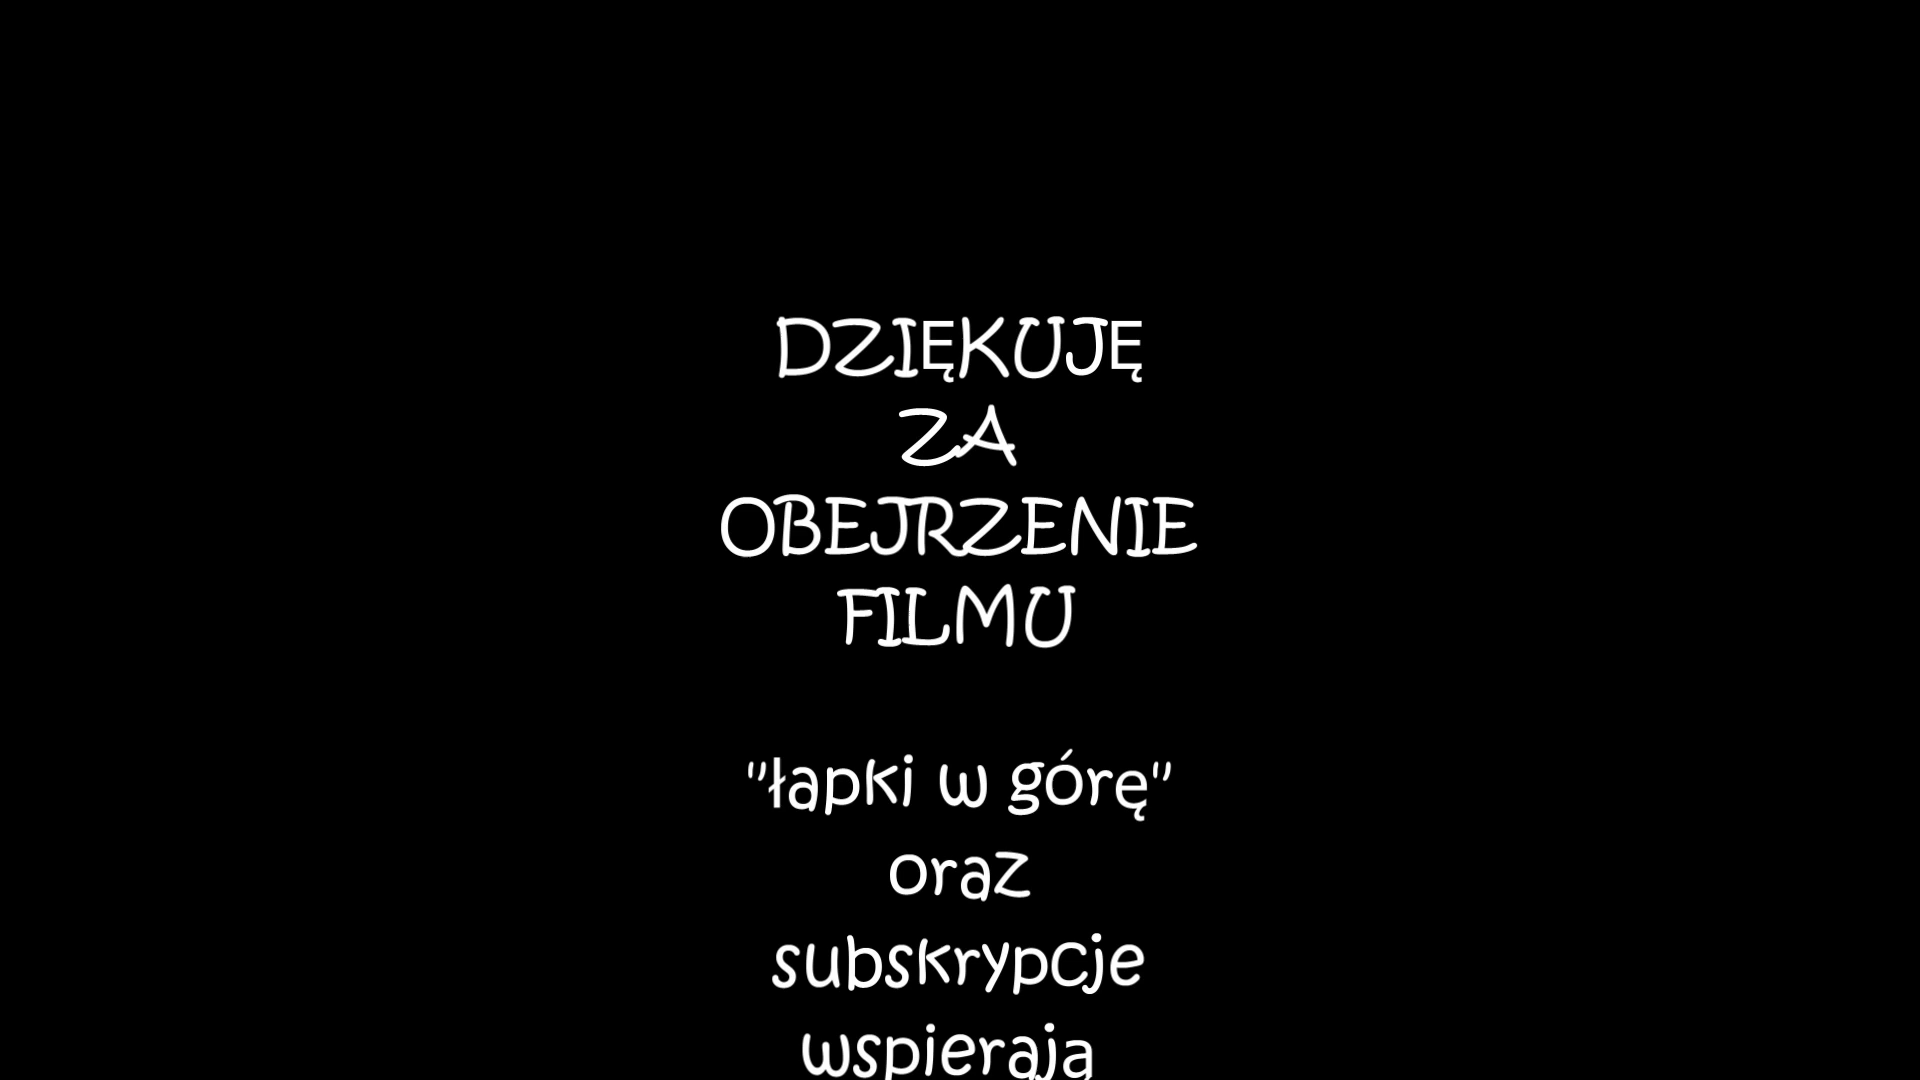 DZIĘKUJĘ
ZA
OBEJRZENIE
FILMU
"łapki w górę"
oraz
subskrypcje
wspierają